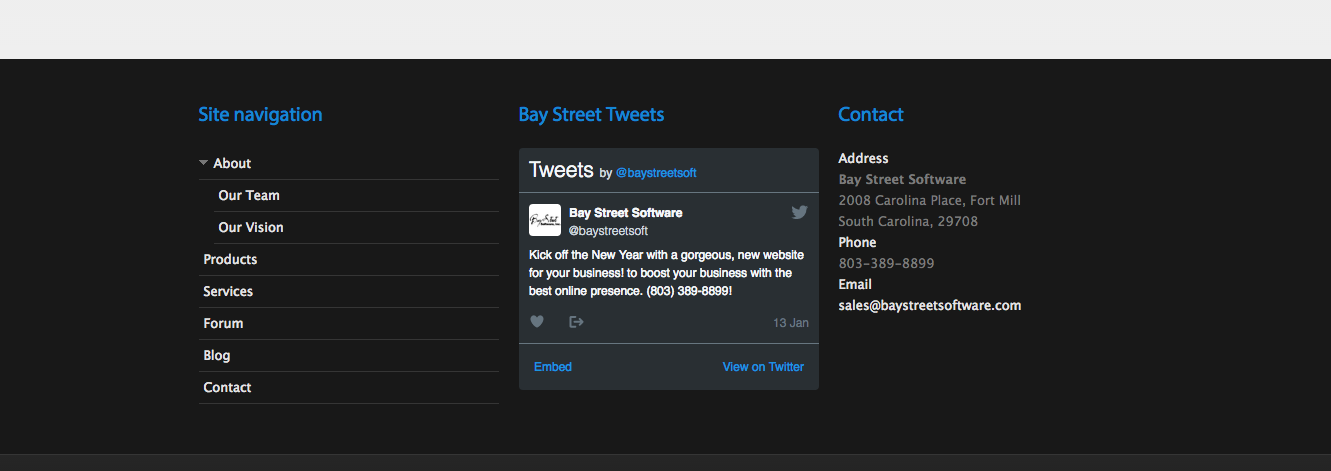 Site navigation
About
Our Team
Our Vision
Products
Services
Forum
Blog
Contact
Bay Street Tweets
Tweets by @baystreetsoft
Bay Street
Bay Street Software
@baystreetsoft
Kick off the New Year with a gorgeous, new website
for your business! to boost your business with the
best online presence. (803) 389-8899!
13 Jan
Embed
View on Twitter
Contact
Address
Bay Street Software
2008 Carolina Place, Fort Mill
South Carolina, 29708
Phone
803-389-8899
Email
sales@baystreetsoftware.com